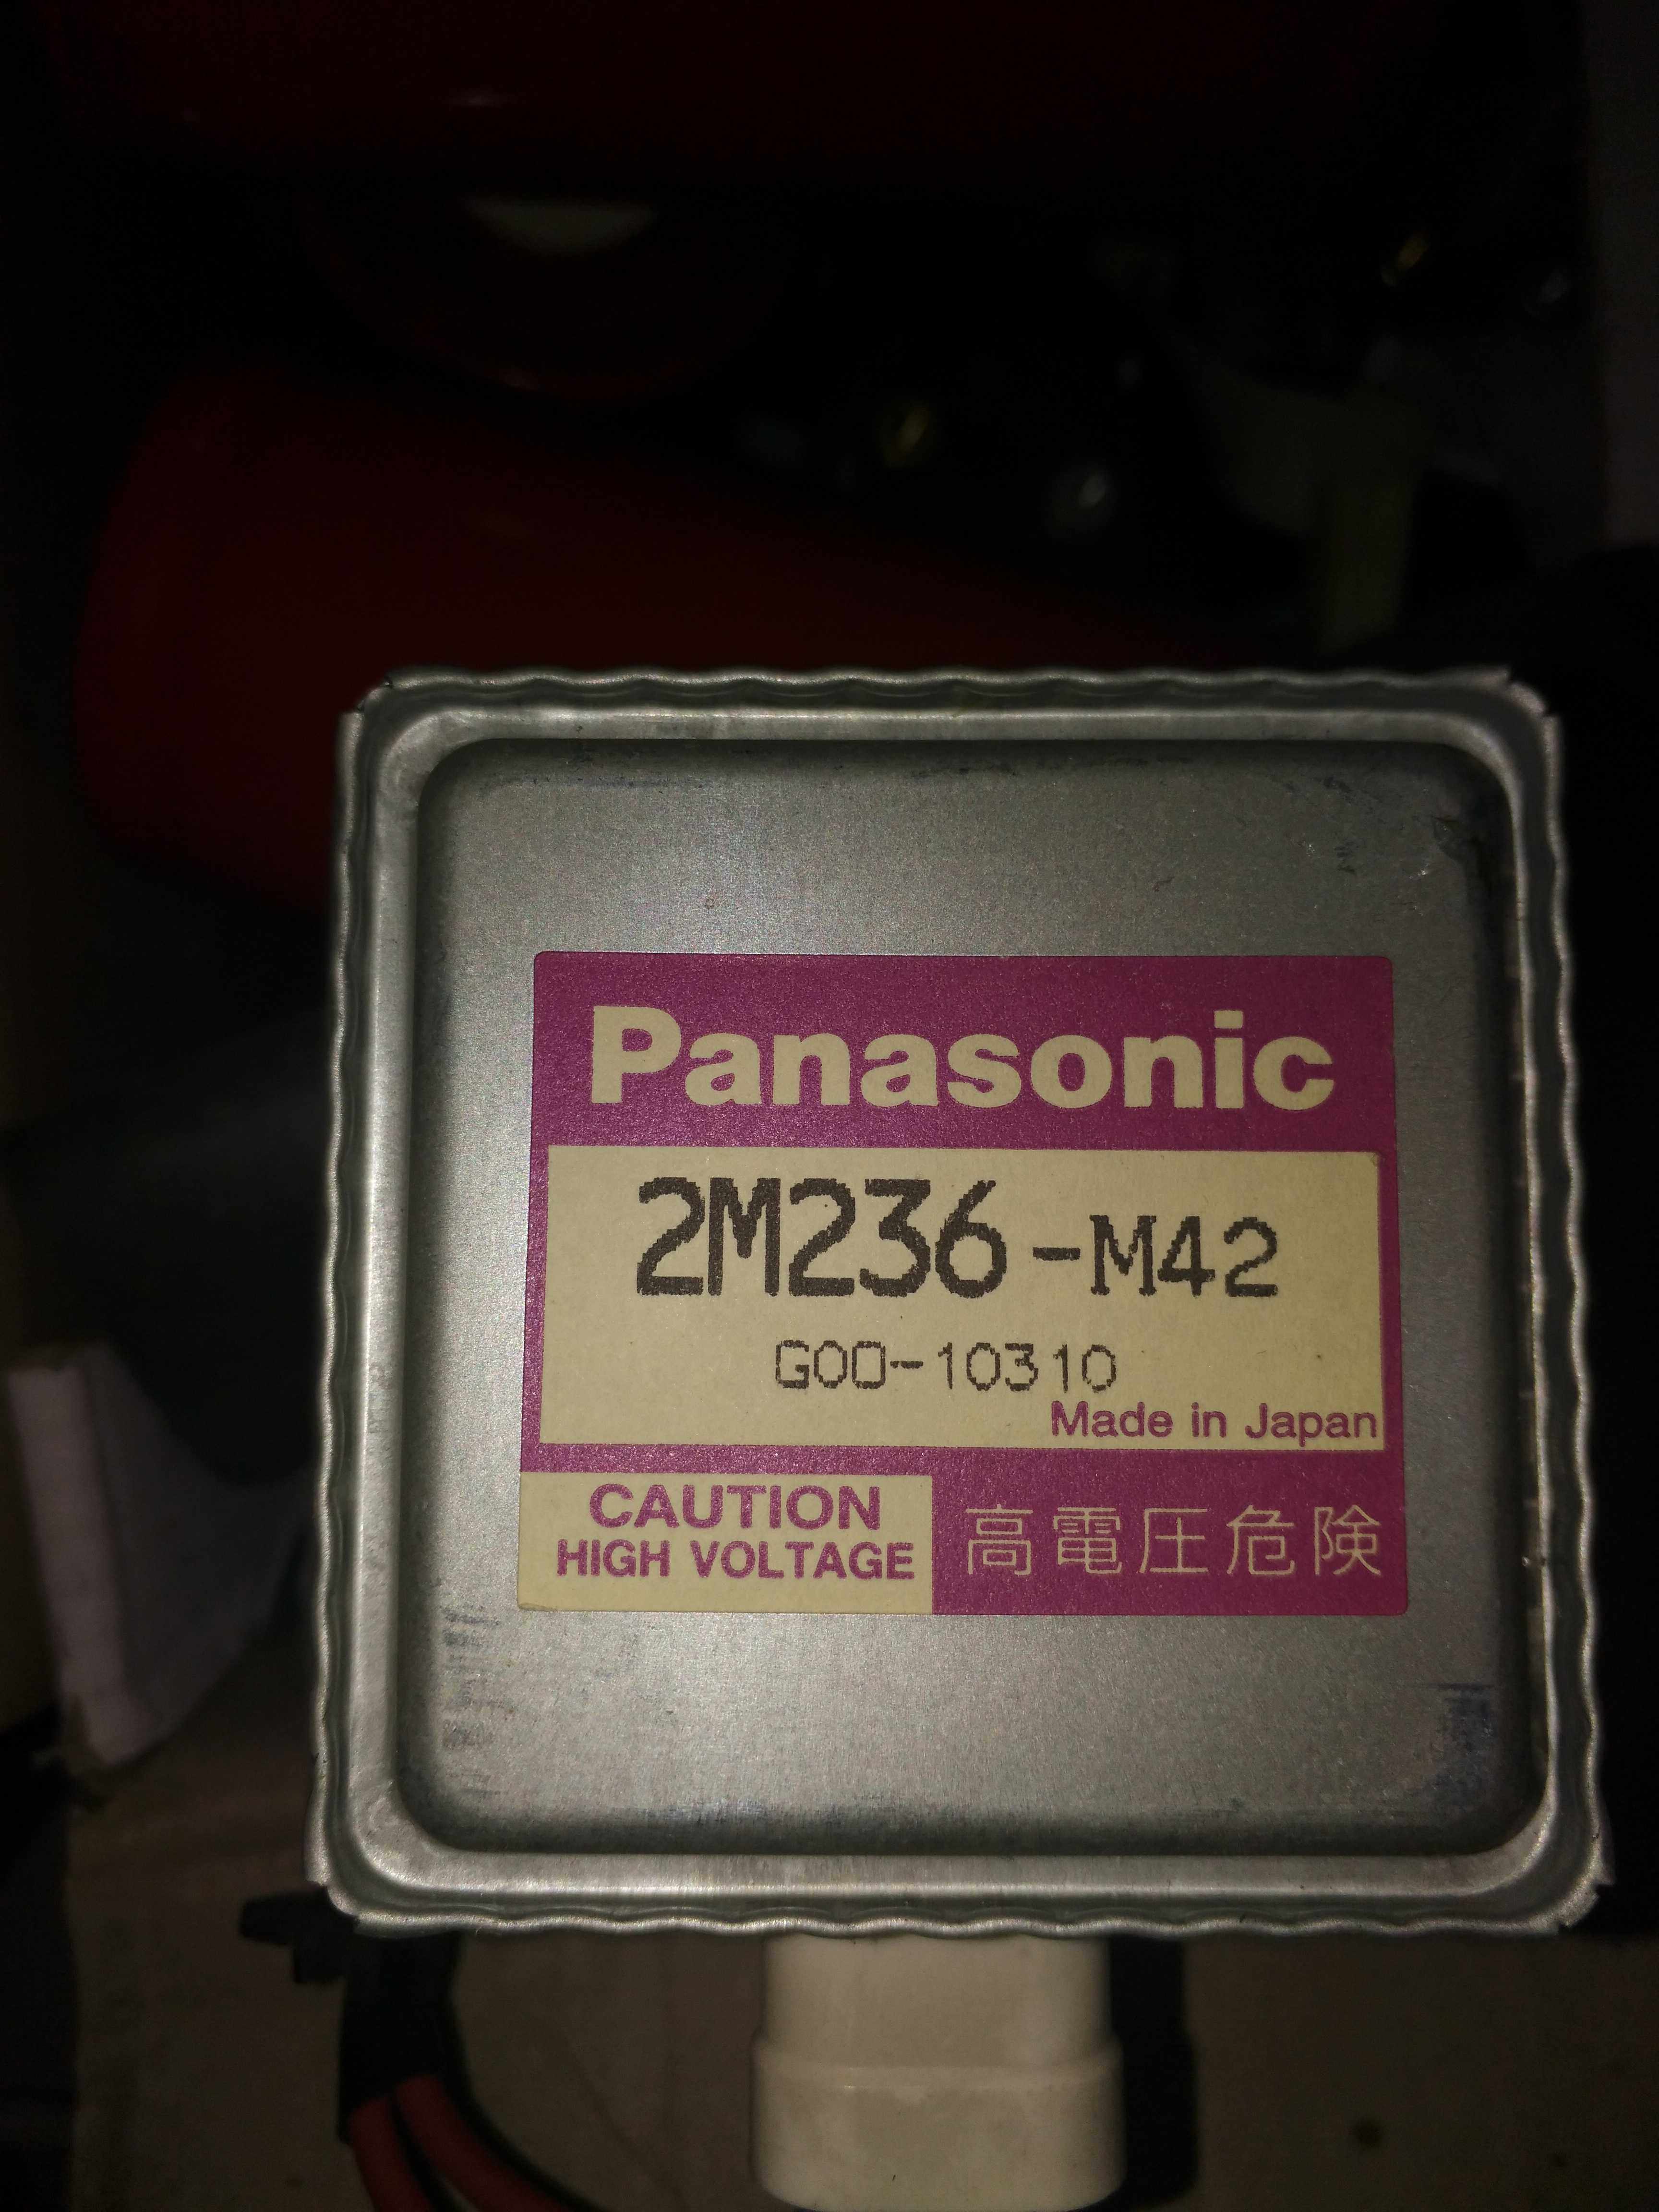 Panasonic
2M236-M42
G00-10310
Made in Japan
CAUTION
HIGH VOLTAGE
高電圧危険